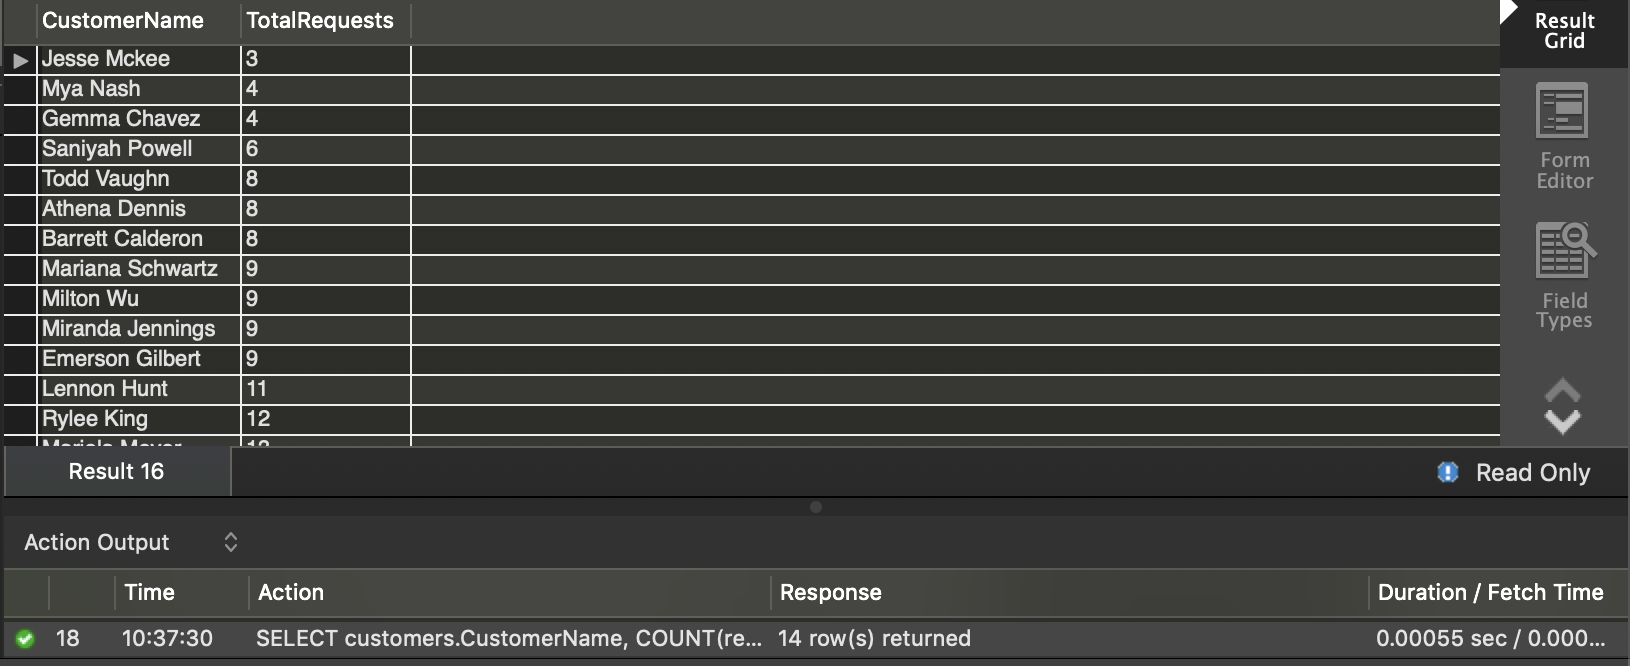 CustomerName TotalRequests
Jesse Mckee 3
Mya Nash 4
Gemma Chavez 4
Saniyah Powell 6
Todd Vaughn 8
Athena Dennis 8
Barrett Calderon 8
Mariana Schwartz 9
Milton Wu 9
Miranda Jennings 9
Emerson Gilbert 9
Lennon Hunt 11
Rylee King 12
Result
Grid
Form
Editor
Field
Types
Result 16
Read Only
Action Output
Time Action Response Duration / Fetch Time
18 10:37:30 SELECT customers.CustomerName, COUNT(re... 14 row(s) returned 0.00055 sec / 0.000...